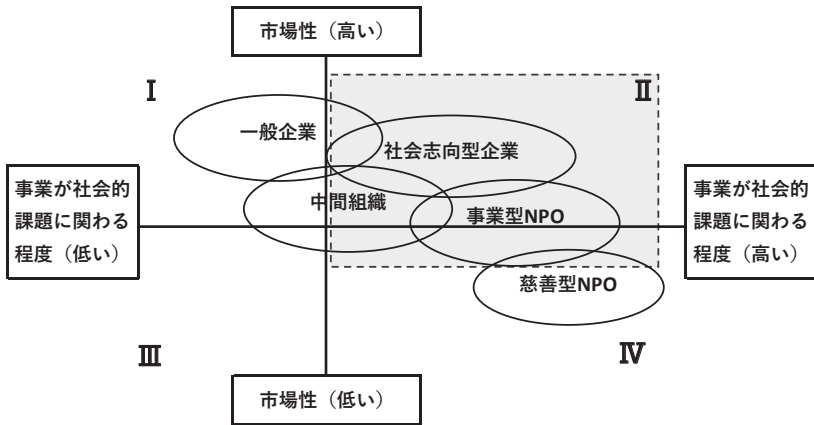 市場性（高い）
Ⅰ
Ⅱ
一般企業
社会志向型企業
事業が社会的
課題に関わる
程度（低い）
中間組織
事業型NPO
事業が社会的
課題に関わる
程度（高い）
慈善型NPO
Ⅲ
Ⅳ
市場性（低い）